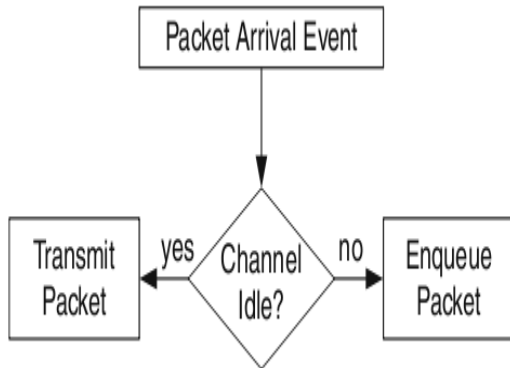 Packet Arrival Event
Transmit
Packet
yes
Channel
Idle?
no
Enqueue
Packet